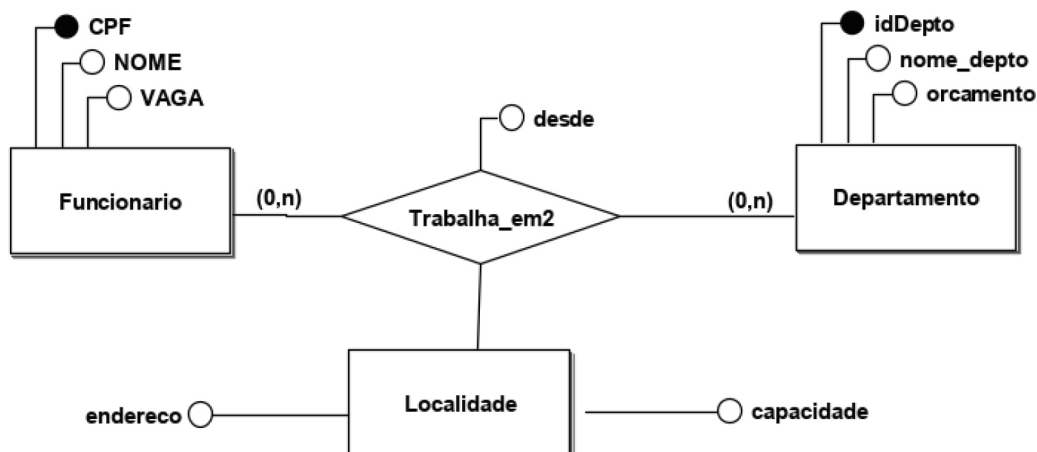 CPF
NOME
VAGA
idDepto
nome_depto
orcamento
desde
Funcionario
(0,n)
Trabalha_em2
(0,n)
Departamento
Localidade
endereco
capacidade